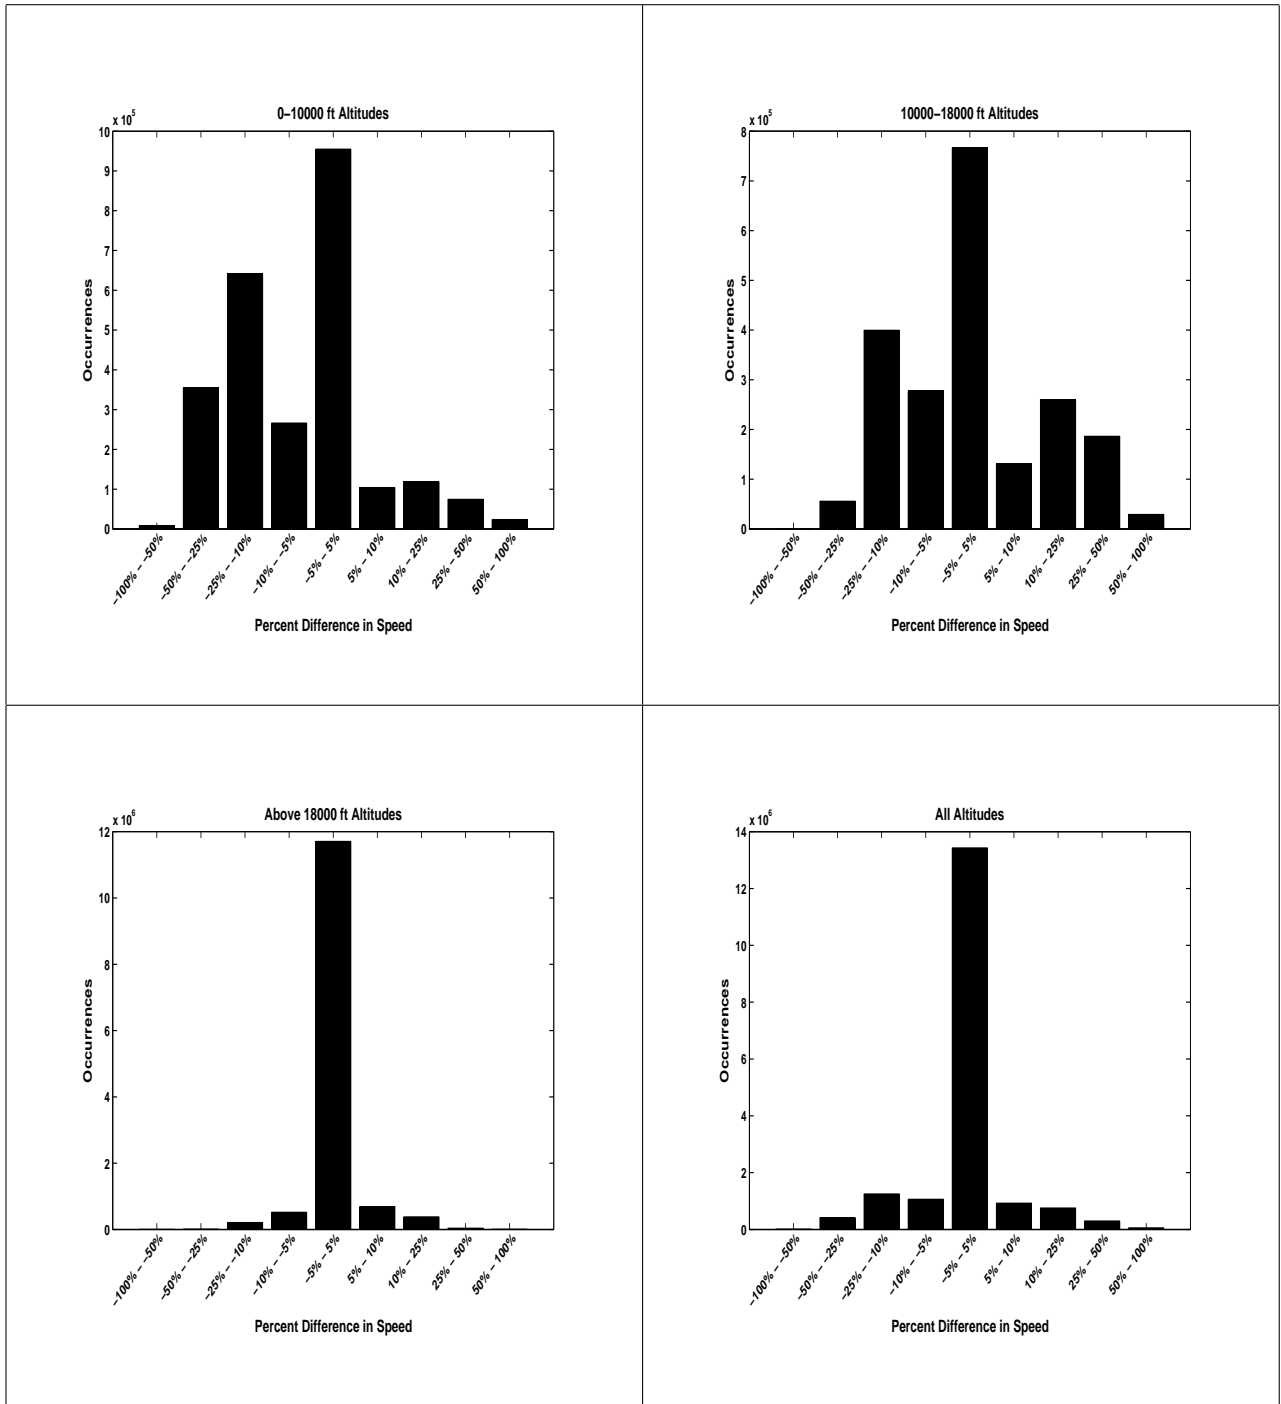 0–10000 ft Altitudes
x 10^5
10
9
8
7
6
5
4
3
2
1
0
Occurrences
–100% – –50%
–50% – –25%
–25% – –10%
–10% – –5%
–5% – 5%
5% – 10%
10% – 25%
25% – 50%
50% – 100%
Percent Difference in Speed
10000–18000 ft Altitudes
x 10^5
8
7
6
5
4
3
2
1
0
Occurrences
–100% – –50%
–50% – –25%
–25% – –10%
–10% – –5%
–5% – 5%
5% – 10%
10% – 25%
25% – 50%
50% – 100%
Percent Difference in Speed
Above 18000 ft Altitudes
x 10^6
12
10
8
6
4
2
0
Occurrences
–100% – –50%
–50% – –25%
–25% – –10%
–10% – –5%
–5% – 5%
5% – 10%
10% – 25%
25% – 50%
50% – 100%
Percent Difference in Speed
All Altitudes
x 10^6
14
12
10
8
6
4
2
0
Occurrences
–100% – –50%
–50% – –25%
–25% – –10%
–10% – –5%
–5% – 5%
5% – 10%
10% – 25%
25% – 50%
50% – 100%
Percent Difference in Speed